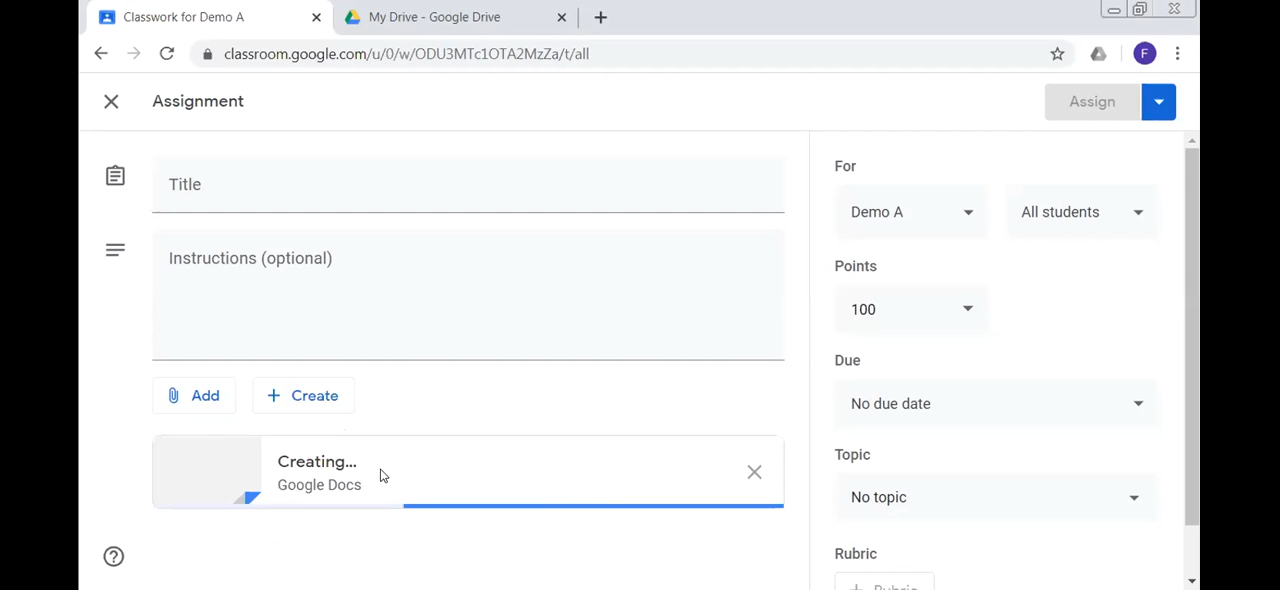 Classwork for Demo A
My Drive - Google Drive
classroom.google.com/u/0/w/ODU3MTc1OTA2MzZa/t/all
F
Assignment
Assign
Title
Instructions (optional)
Add
Create
Creating...
Google Docs
For
Demo A
All students
Points
100
Due
No due date
Topic
No topic
Rubric
Rubric